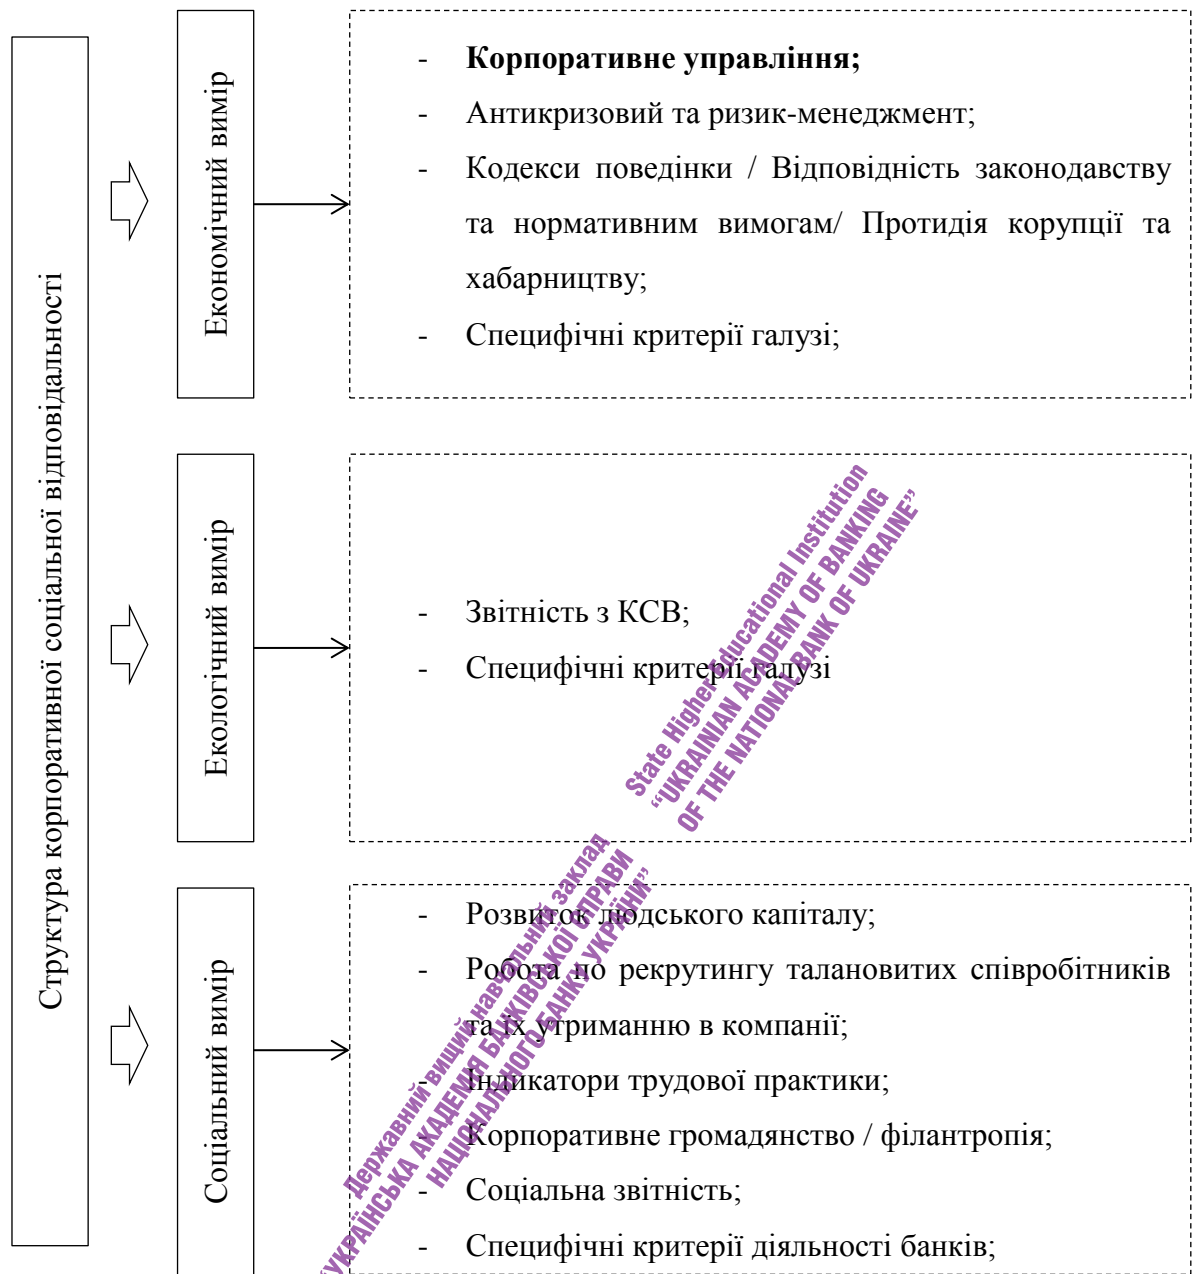 Структура корпоративної соціальної відповідальності
Економічний вимір
- Корпоративне управління;
- Антикризовий та ризик-менеджмент;
- Кодекси поведінки / Відповідність законодавству
та нормативним вимогам/ Протидія корупції та
хабарництву;
- Специфічні критерії галузі;
Екологічний вимір
- Звітність з КСВ;
- Специфічні критерії галузі
Соціальний вимір
- Розвиток людського капіталу;
- Робота по рекрутингу талановитих співробітників
та їх утриманню в компанії;
- Індикатори трудової практики;
- Корпоративне громадянство / філантропія;
- Соціальна звітність;
- Специфічні критерії діяльності банків;
Державний вищий навчальний заклад
“УКРАЇНСЬКА АКАДЕМІЯ БАНКІВСЬКОЇ СПРАВИ
НАЦІОНАЛЬНОГО БАНКУ УКРАЇНИ”
State Higher Educational Institution
“UKRAINIAN ACADEMY OF BANKING
OF THE NATIONAL BANK OF UKRAINE”